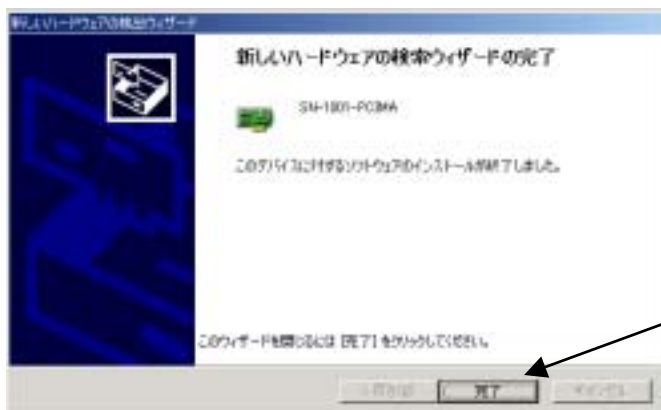 新しいハードウェアの検出ウィザード
新しいハードウェアの検索ウィザードの完了
このデバイスに対するソフトウェアのインストールが終了しました。
このウィザードを閉じるには [完了] をクリックしてください。
完了 キャンセル